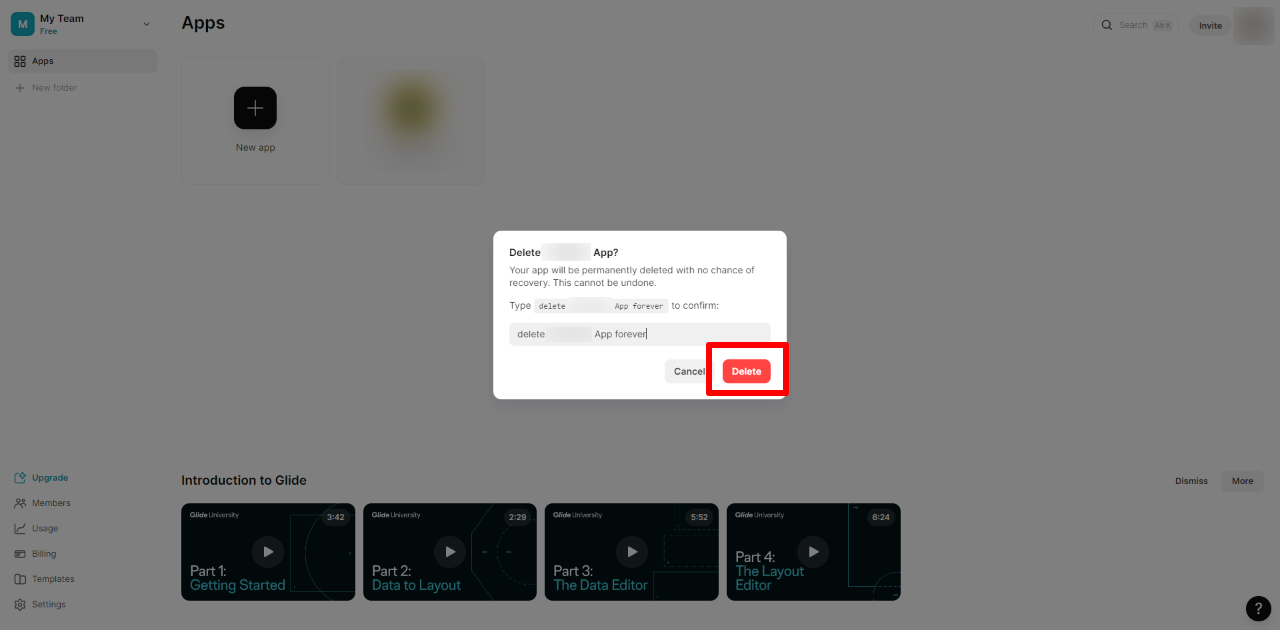 M
My Team
Free
Apps
Search
Alt K
Invite
Apps
New folder
New app
Delete App?
Your app will be permanently deleted with no chance of
recovery. This cannot be undone.
Type delete App forever to confirm:
delete App forever
Cancel
Delete
Upgrade
Members
Usage
Billing
Templates
Settings
Introduction to Glide
Dismiss
More
Glide University
3:42
Part 1:
Getting Started
Glide University
2:29
Part 2:
Data to Layout
Glide University
5:52
Part 3:
The Data Editor
Glide University
6:24
Part 4:
The Layout
Editor
?